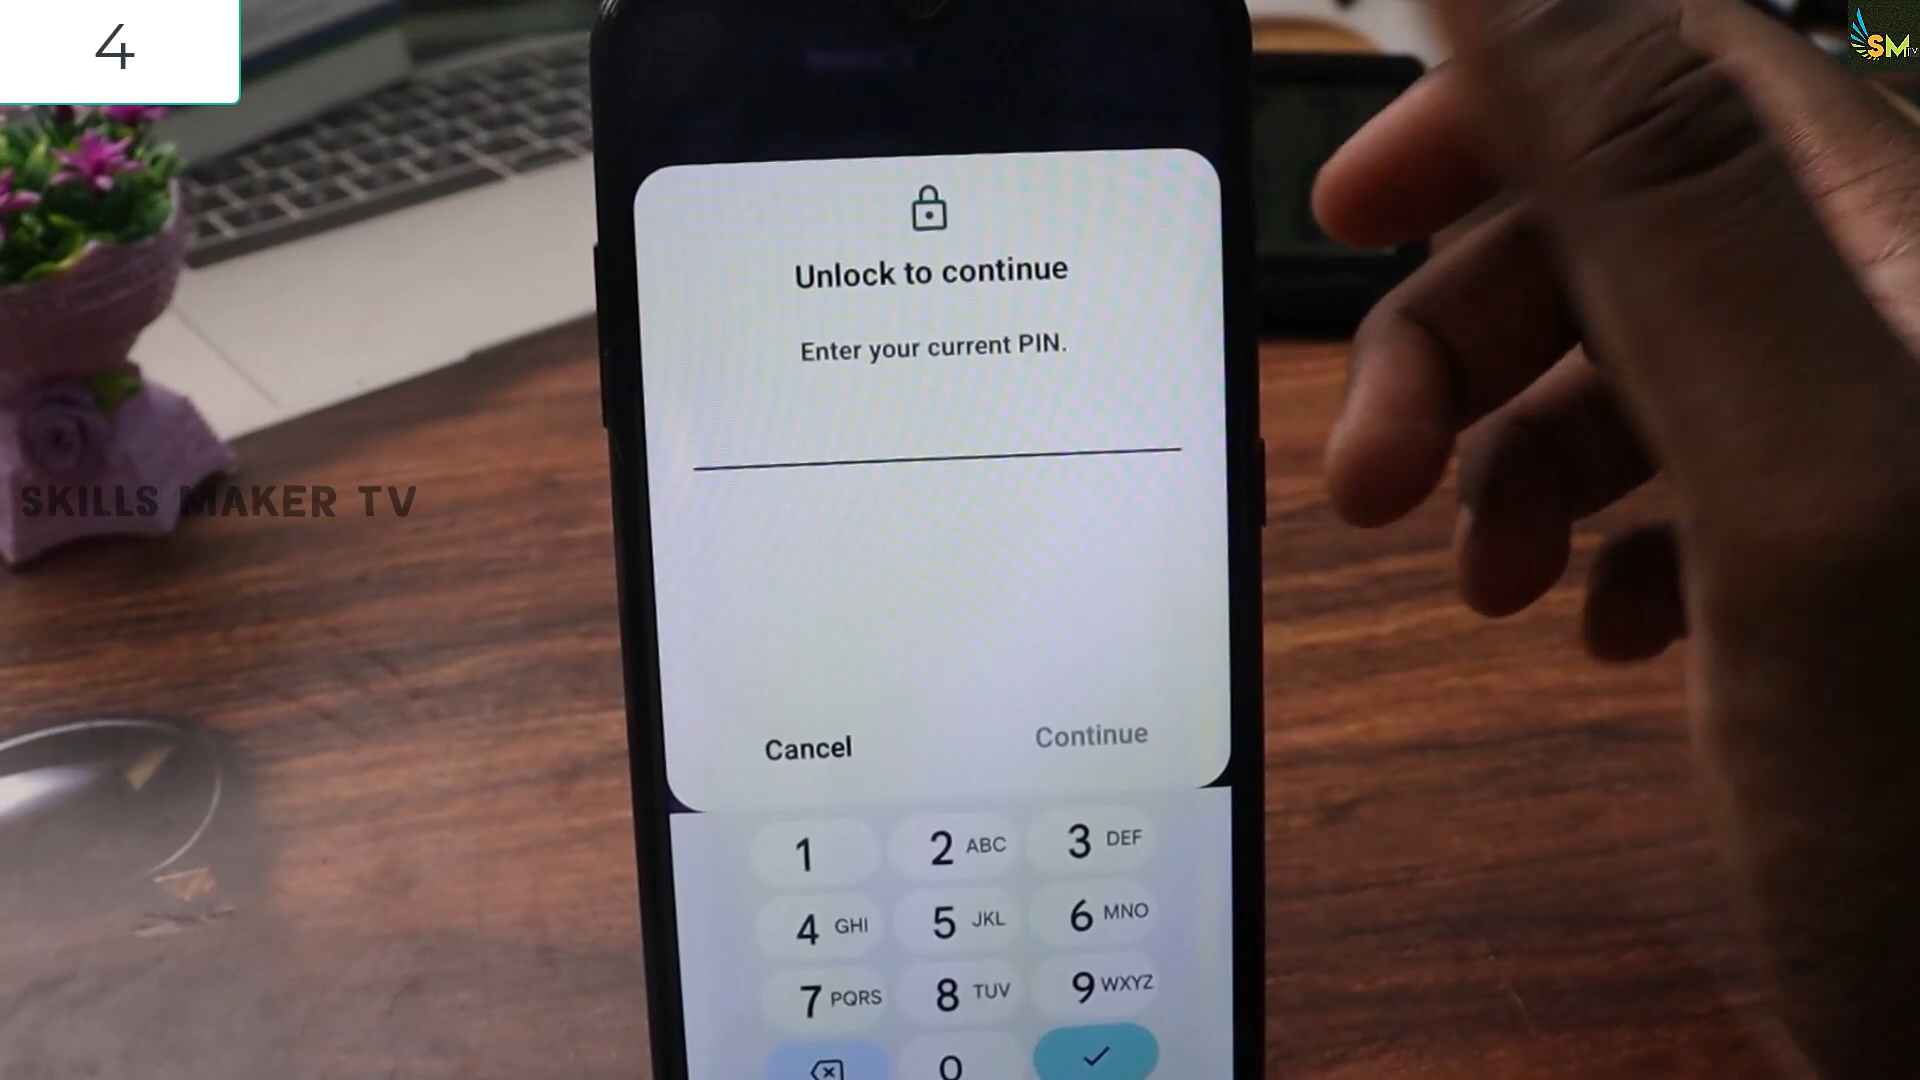 4
SM TV
Unlock to continue
Enter your current PIN.
SKILLS MAKER TV
Cancel Continue
1 2 ABC 3 DEF
4 GHI 5 JKL 6 MNO
7 PQRS 8 TUV 9 WXYZ
0